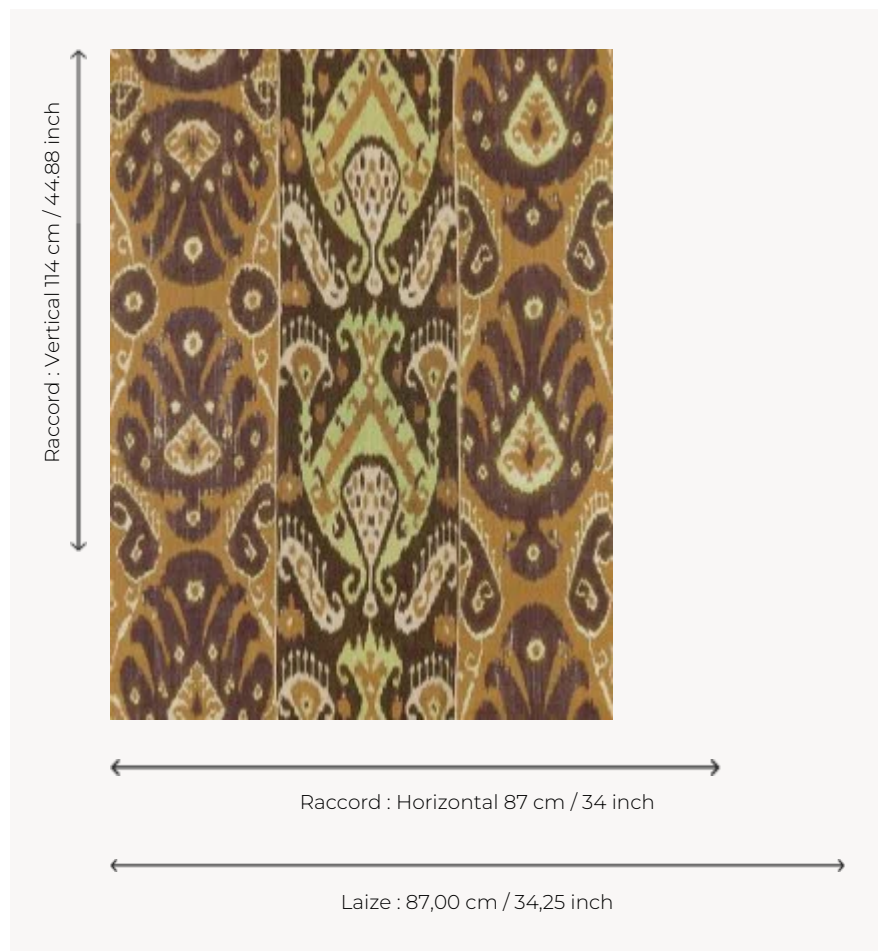 Raccord : Vertical 114 cm / 44.88 inch
Raccord : Horizontal 87 cm / 34 inch
Laize : 87,00 cm / 34,25 inch